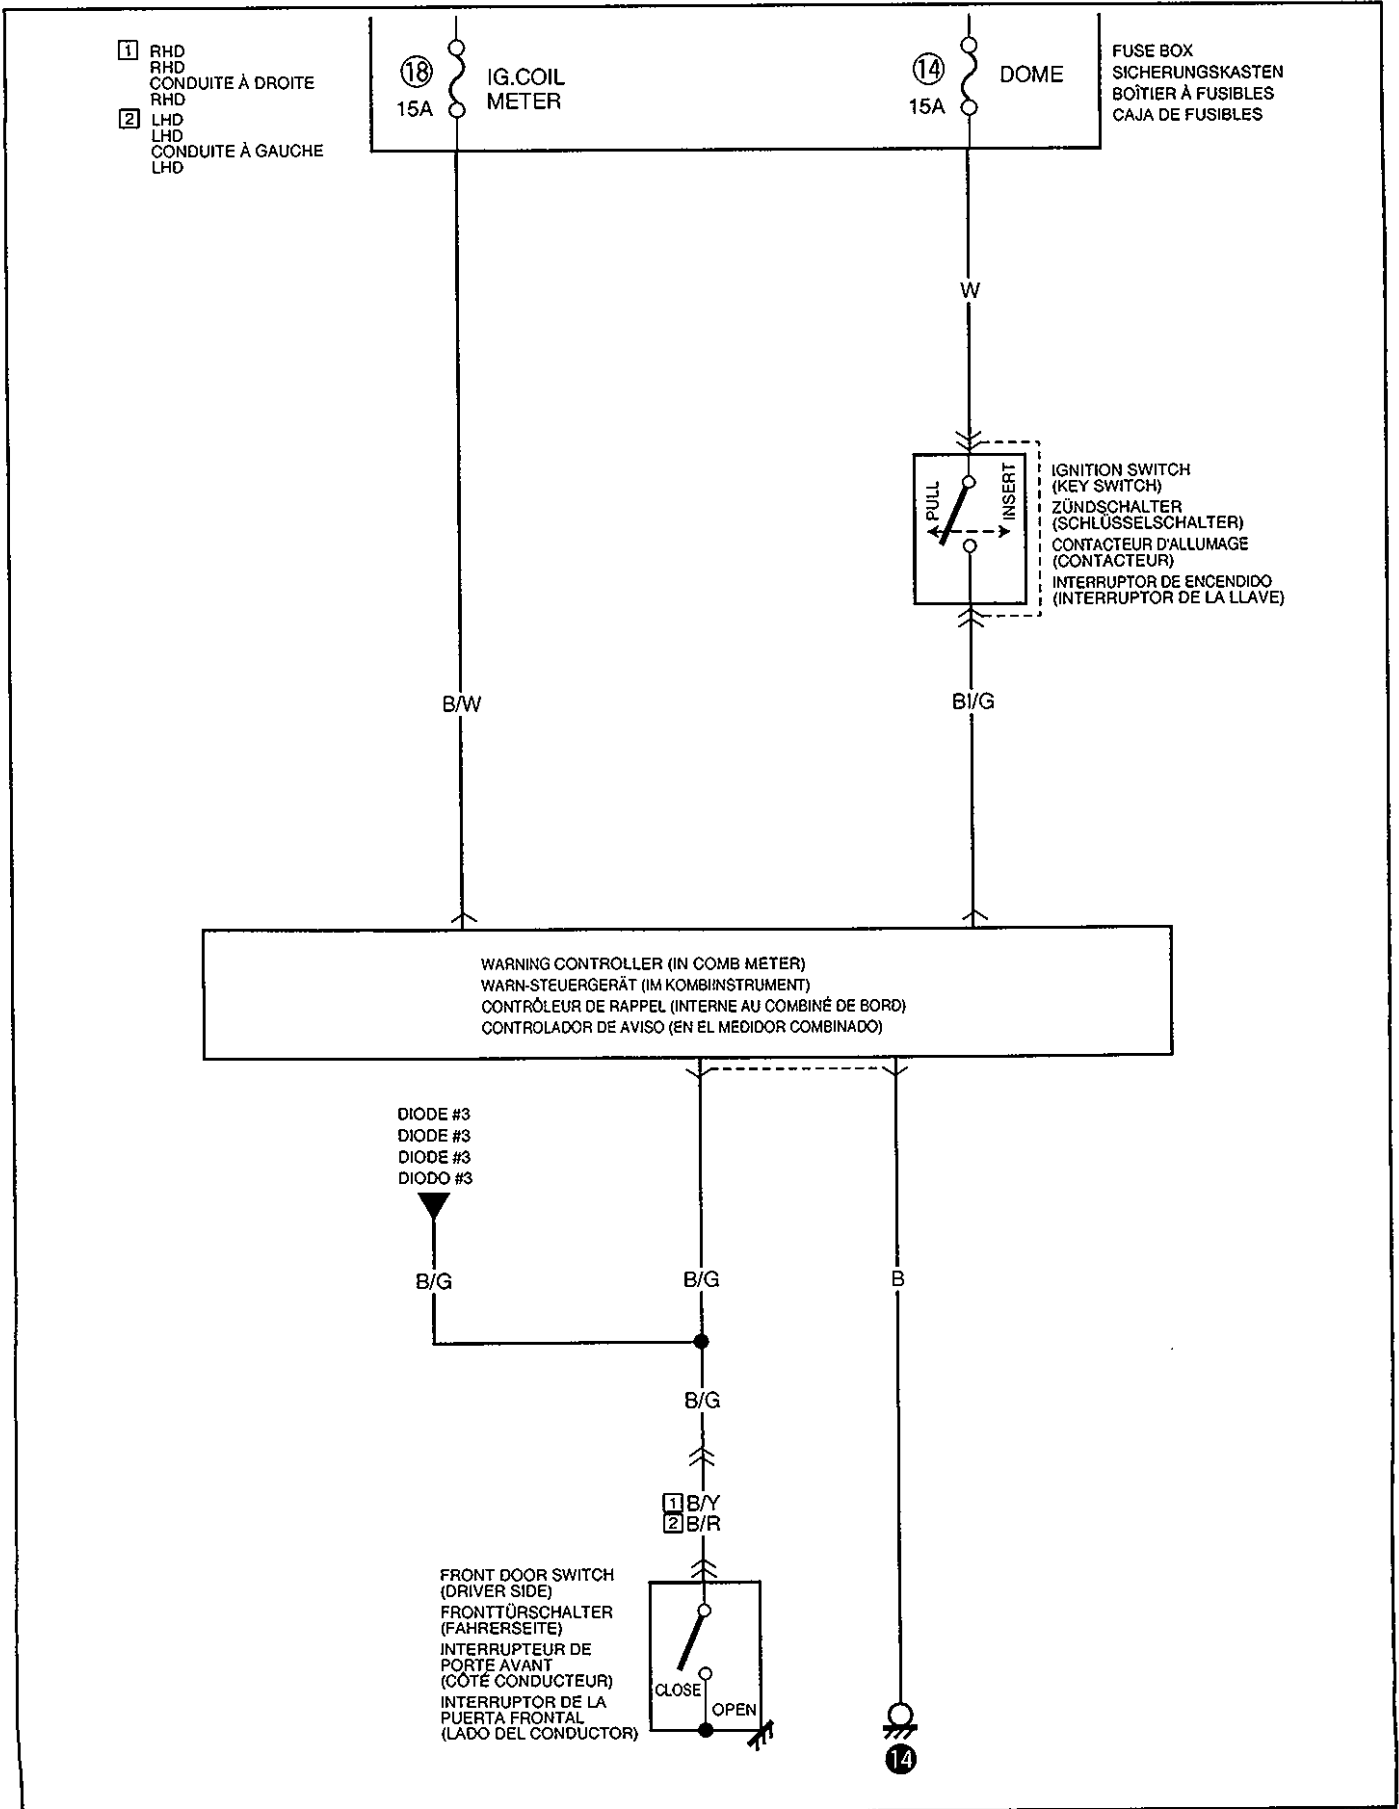 1 RHD
RHD
CONDUITE À DROITE
RHD
2 LHD
LHD
CONDUITE À GAUCHE
LHD
18
15A
IG.COIL
METER
14
15A
DOME
FUSE BOX
SICHERUNGSKASTEN
BOÎTIER À FUSIBLES
CAJA DE FUSIBLES
W
PULL
INSERT
IGNITION SWITCH
(KEY SWITCH)
ZÜNDSCHALTER
(SCHLÜSSELSCHALTER)
CONTACTEUR D'ALLUMAGE
(CONTACTEUR)
INTERRUPTOR DE ENCENDIDO
(INTERRUPTOR DE LA LLAVE)
B/W
Bl/G
WARNING CONTROLLER (IN COMB METER)
WARN-STEUERGERÄT (IM KOMBIINSTRUMENT)
CONTRÔLEUR DE RAPPEL (INTERNE AU COMBINÉ DE BORD)
CONTROLADOR DE AVISO (EN EL MEDIDOR COMBINADO)
DIODE #3
DIODE #3
DIODE #3
DIODO #3
B/G
B/G
B
B/G
1 B/Y
2 B/R
FRONT DOOR SWITCH
(DRIVER SIDE)
FRONTTÜRSCHALTER
(FAHRERSEITE)
INTERRUPTEUR DE
PORTE AVANT
(CÔTÉ CONDUCTEUR)
INTERRUPTOR DE LA
PUERTA FRONTAL
(LADO DEL CONDUCTOR)
CLOSE
OPEN
14